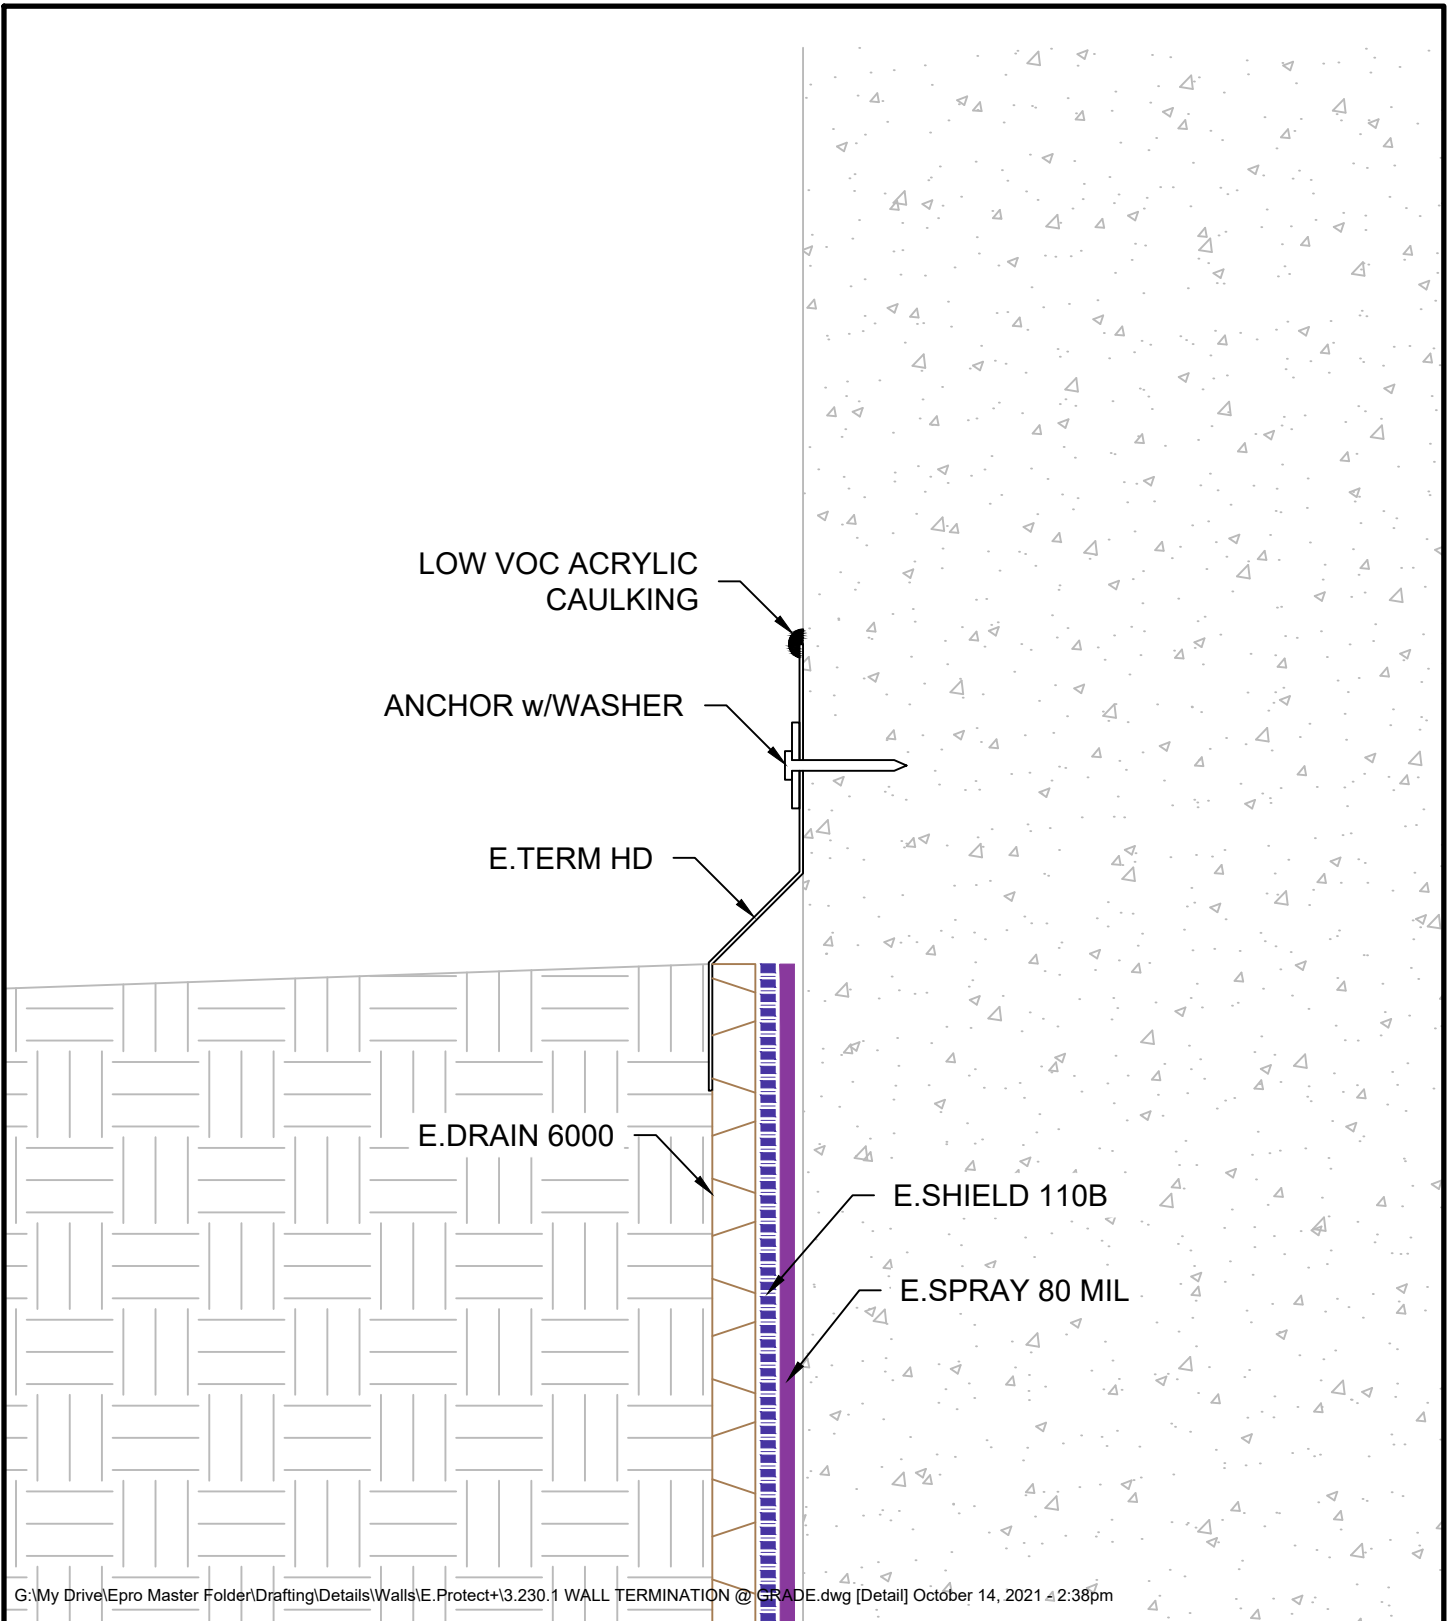 LOW VOC ACRYLIC
CAULKING
ANCHOR w/WASHER
E.TERM HD
E.DRAIN 6000
E.SHIELD 110B
E.SPRAY 80 MIL
G:\My Drive\Epro Master Folder\Drafting\Details\Walls\E.Protect+\3.230.1 WALL TERMINATION @ GRADE.dwg [Detail] October 14, 2021 - 2:38pm